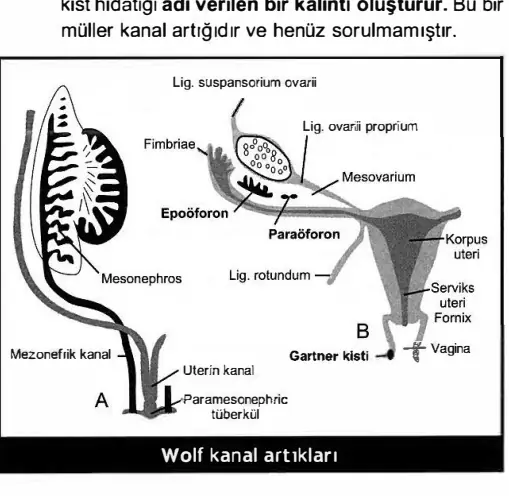 kist hidatiği adı verilen bir kalıntı oluşturur. Bu bir
müller kanal artığıdır ve henüz sorulmamıştır.
Lig. suspansorium ovarii
Lig. ovarii proprium
Fimbriae
Mesovarium
Epoöforon
Paraöforon
Korpus
uteri
Mesonephros
Lig. rotundum
Serviks
uteri
Fornix
B
Mezonefrik kanal
Gartner kisti
Vagina
Uterin kanal
A
Paramesonephric
tüberkül
Wolf kanal artıkları